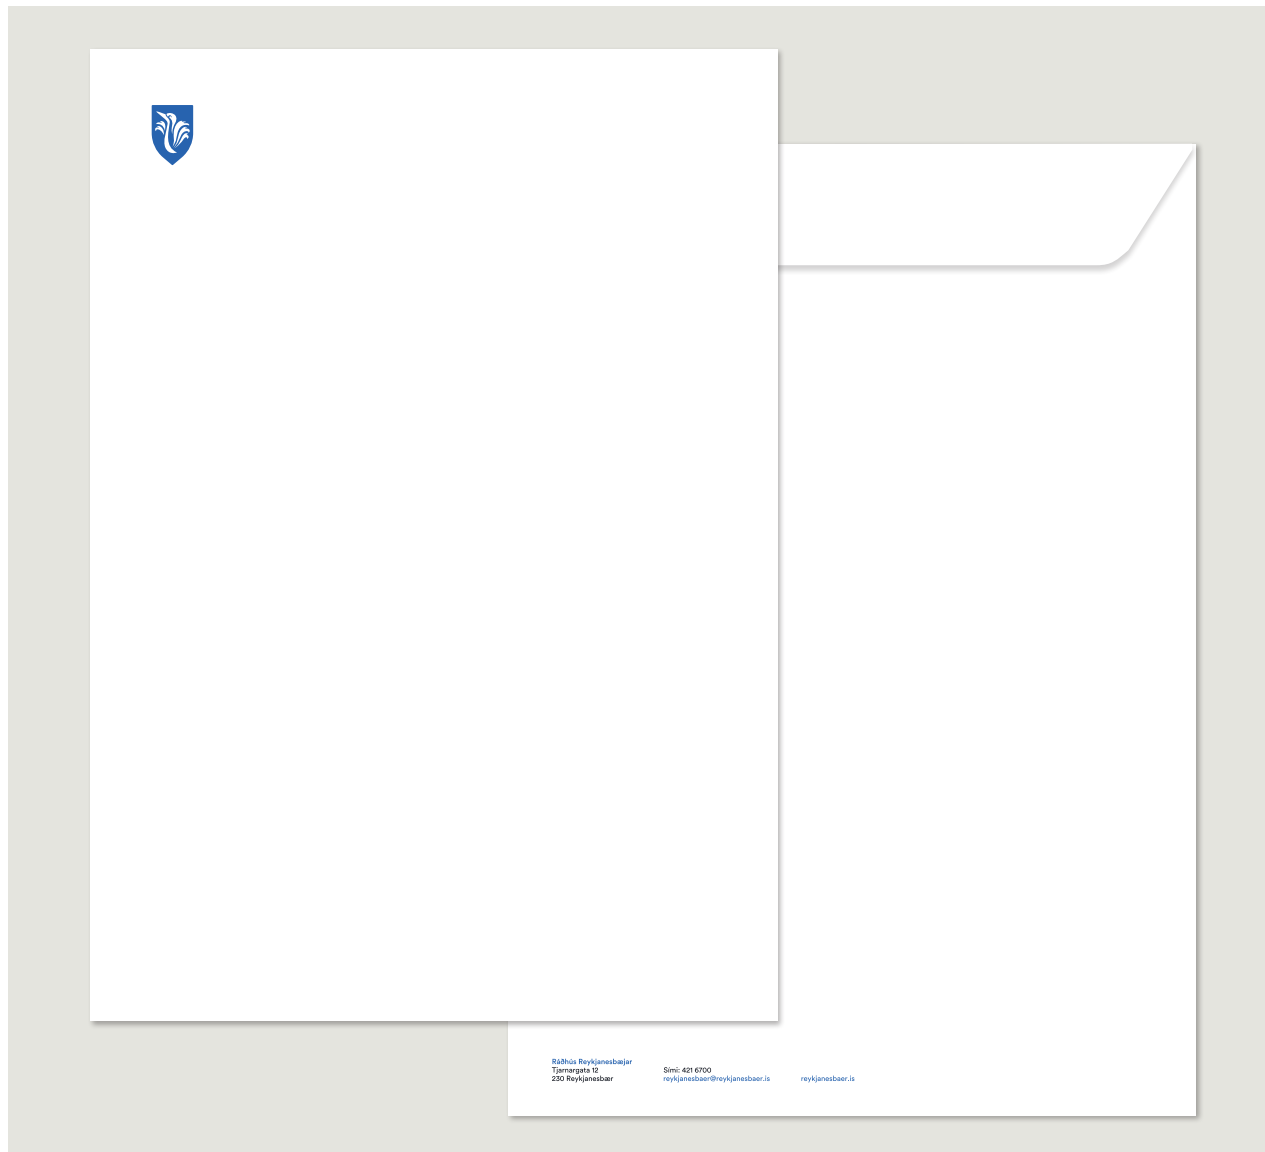 Ráðhús Reykjanesbæjar
Tjarnargata 12
230 Reykjanesbær
Sími: 421 6700
reykjanesbaer@reykjanesbaer.is
reykjanesbaer.is